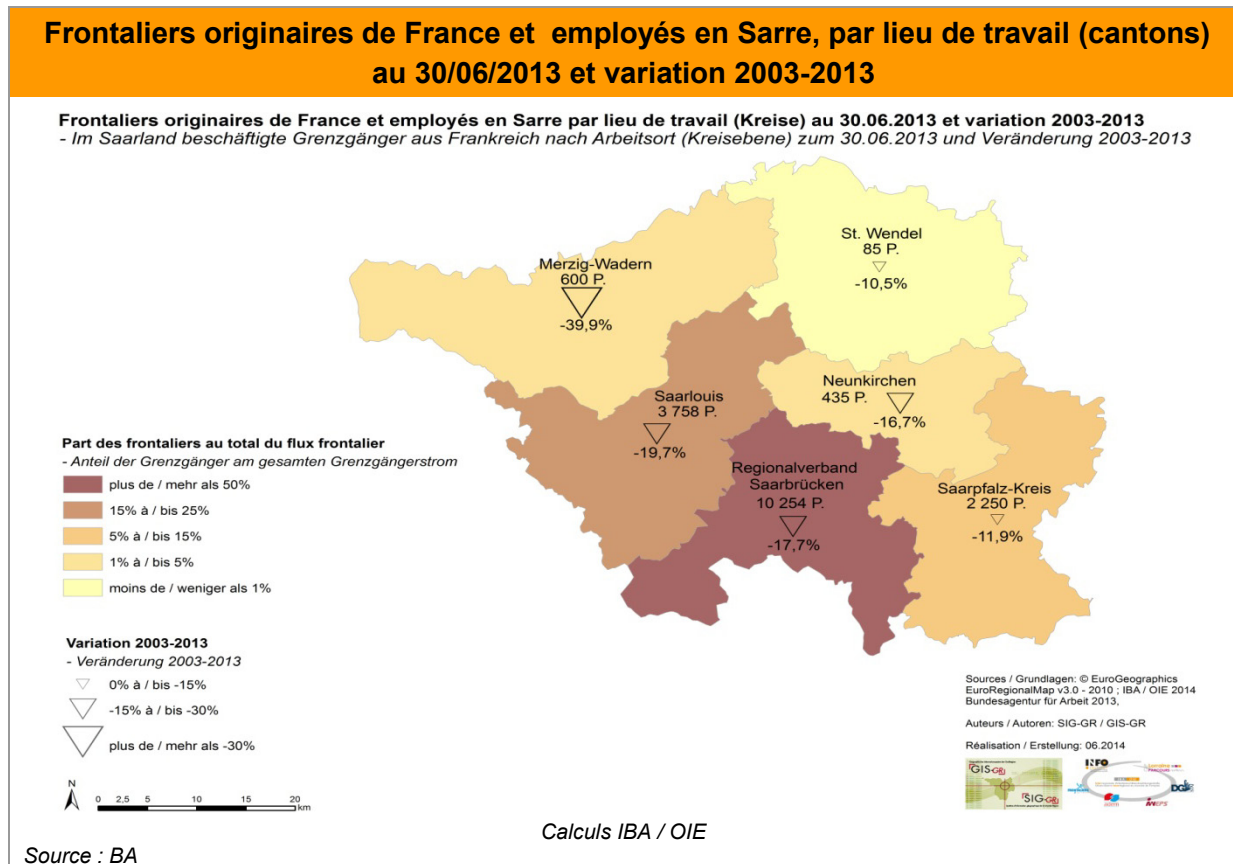 Frontaliers originaires de France et employés en Sarre, par lieu de travail (cantons)
au 30/06/2013 et variation 2003-2013
Frontaliers originaires de France et employés en Sarre par lieu de travail (Kreise) au 30.06.2013 et variation 2003-2013
- Im Saarland beschäftigte Grenzgänger aus Frankreich nach Arbeitsort (Kreisebene) zum 30.06.2013 und Veränderung 2003-2013
St. Wendel
85 P.
-10,5%
Merzig-Wadern
600 P.
-39,9%
Neunkirchen
435 P.
-16,7%
Saarlouis
3 758 P.
-19,7%
Regionalverband
Saarbrücken
10 254 P.
-17,7%
Saarpfalz-Kreis
2 250 P.
-11,9%
Part des frontaliers au total du flux frontalier
- Anteil der Grenzgänger am gesamten Grenzgängerstrom
plus de / mehr als 50%
15% à / bis 25%
5% à / bis 15%
1% à / bis 5%
moins de / weniger als 1%
Variation 2003-2013
- Veränderung 2003-2013
0% à / bis -15%
-15% à / bis -30%
plus de / mehr als -30%
N
0 2,5 5 10 15 20
km
Sources / Grundlagen: © EuroGeographics
EuroRegionalMap v3.0 - 2010 ; IBA / OIE 2014
Bundesagentur für Arbeit 2013,
Auteurs / Autoren: SIG-GR / GIS-GR
Réalisation / Erstellung: 06.2014
GIS-GR
SIG-GR
INFO
Calculs IBA / OIE
Source : BA